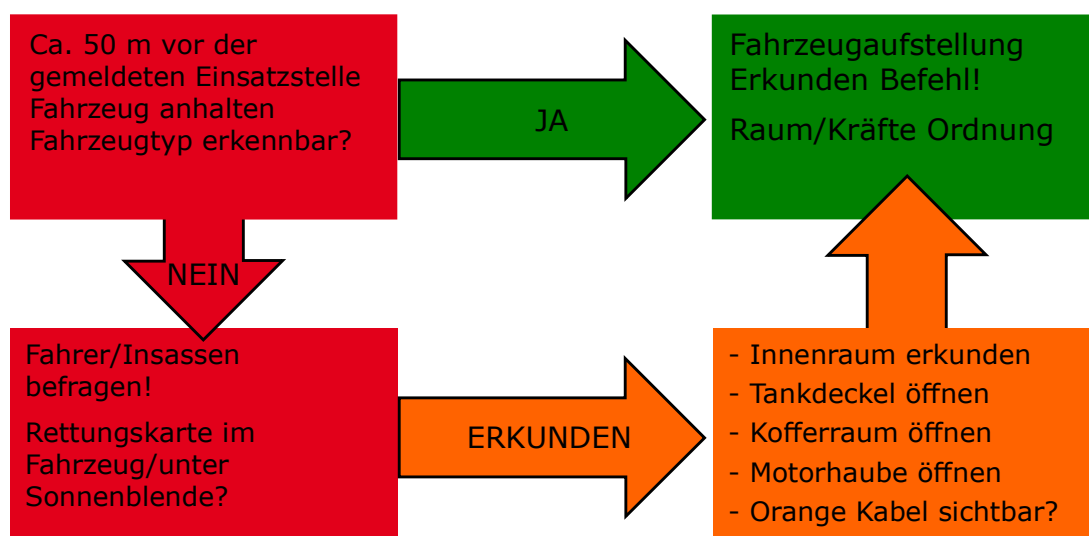 Ca. 50 m vor der
gemeldeten Einsatzstelle
Fahrzeug anhalten
Fahrzeugtyp erkennbar?
JA
Fahrzeugaufstellung
Erkunden Befehl!
Raum/Kräfte Ordnung
NEIN
Fahrer/Insassen
befragen!
Rettungskarte im
Fahrzeug/unter
Sonnenblende?
ERKUNDEN
- Innenraum erkunden
- Tankdeckel öffnen
- Kofferraum öffnen
- Motorhaube öffnen
- Orange Kabel sichtbar?